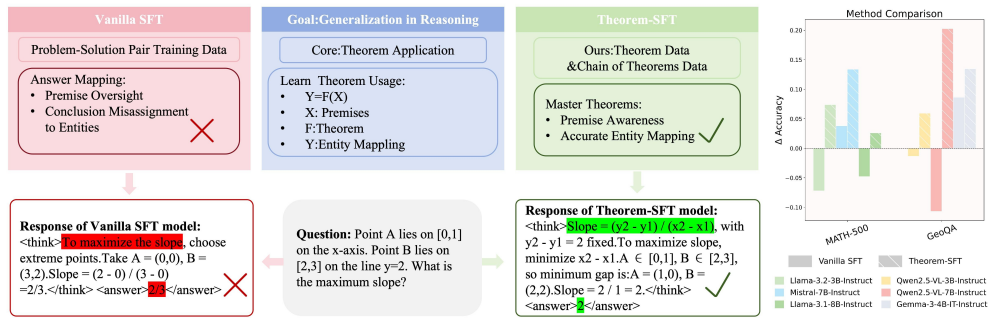 Vanilla SFT
Problem-Solution Pair Training Data
Answer Mapping:
• Premise Oversight
• Conclusion Misassignment
to Entities
Goal:Generalization in Reasoning
Core:Theorem Application
Learn Theorem Usage:
• Y=F(X)
• X: Premises
• F:Theorem
• Y:Entity Mappling
Theorem-SFT
Ours:Theorem Data
&Chain of Theorems Data
Master Theorems:
• Premise Awareness
• Accurate Entity Mapping
Response of Vanilla SFT model:
<think>To maximize the slope, choose
extreme points.Take A = (0,0), B =
(3,2).Slope = (2 - 0) / (3 - 0)
=2/3.</think> <answer>2/3</answer>
Question: Point A lies on [0,1]
on the x-axis. Point B lies on
[2,3] on the line y=2. What is
the maximum slope?
Response of Theorem-SFT model:
<think>Slope = (y2 - y1) / (x2 - x1), with
y2 - y1 = 2 fixed.To maximize slope,
minimize x2 - x1.A ∈ [0,1], B ∈ [2,3],
so minimum gap is:A = (1,0), B =
(2,2).Slope = 2 / 1 = 2.</think>
<answer>2</answer>
Method Comparison
Δ Accuracy
0.20
0.15
0.10
0.05
0.00
−0.05
−0.10
MATH-500
GeoQA
Vanilla SFT
Theorem-SFT
Llama-3.2-3B-Instruct
Qwen2.5-VL-3B-Instruct
Mistral-7B-Instruct
Qwen2.5-VL-7B-Instruct
Llama-3.1-8B-Instruct
Gemma-3-4B-IT-Instruct